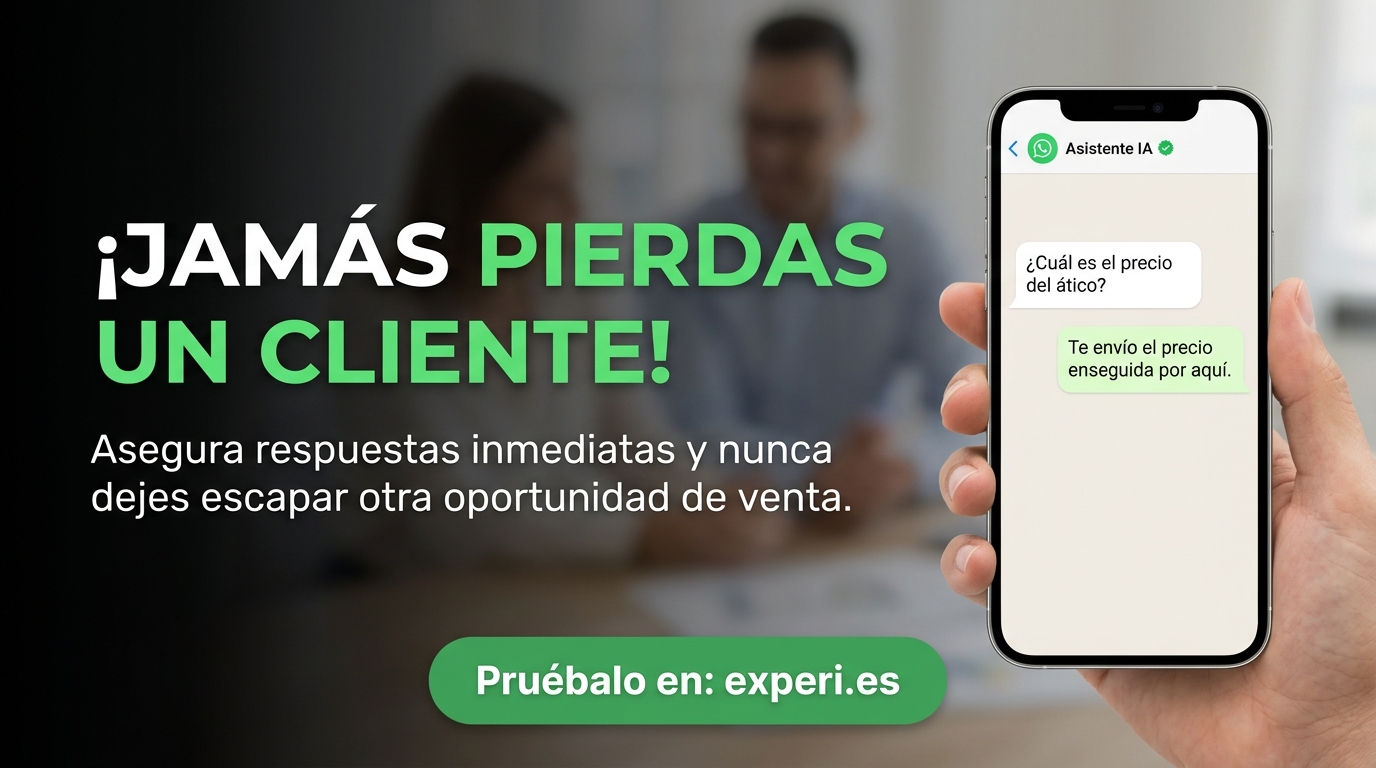 ¡JAMÁS PIERDAS
UN CLIENTE!
Asegura respuestas inmediatas y nunca
dejes escapar otra oportunidad de venta.
Pruébalo en: experi.es
Asistente IA
¿Cuál es el precio
del ático?
Te envío el precio
enseguida por aquí.